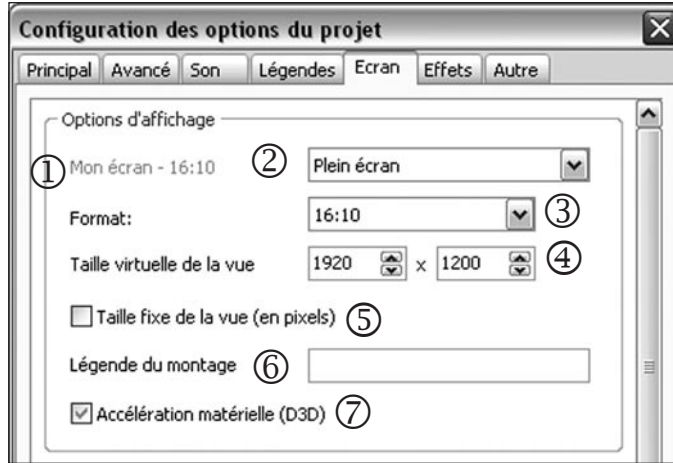 Configuration des options du projet
Principal Avancé Son Légendes Ecran Effets Autre
Options d'affichage
① Mon écran - 16:10 ② Plein écran
Format: 16:10 ③
Taille virtuelle de la vue 1920 x 1200 ④
Taille fixe de la vue (en pixels) ⑤
Légende du montage ⑥
Accélération matérielle (D3D) ⑦